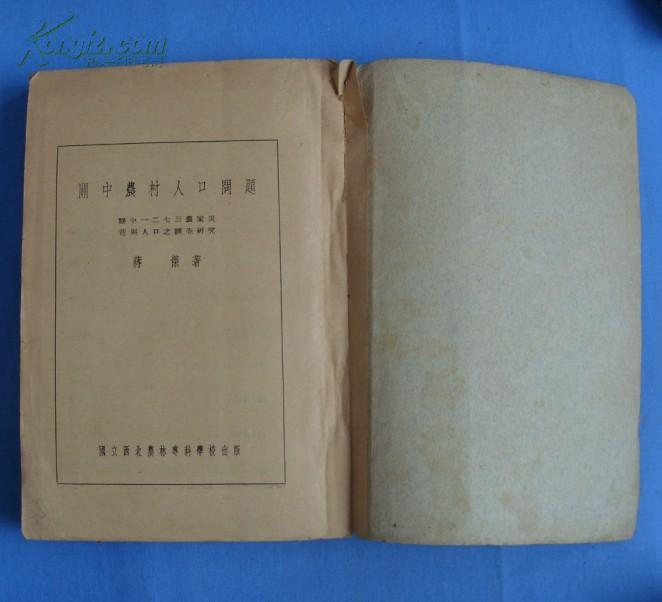 Kongfz.com
關中農村人口問題
關中一二七三農家災
荒與人口之調查研究
蔣傑著
國立西北農林專科學校出版